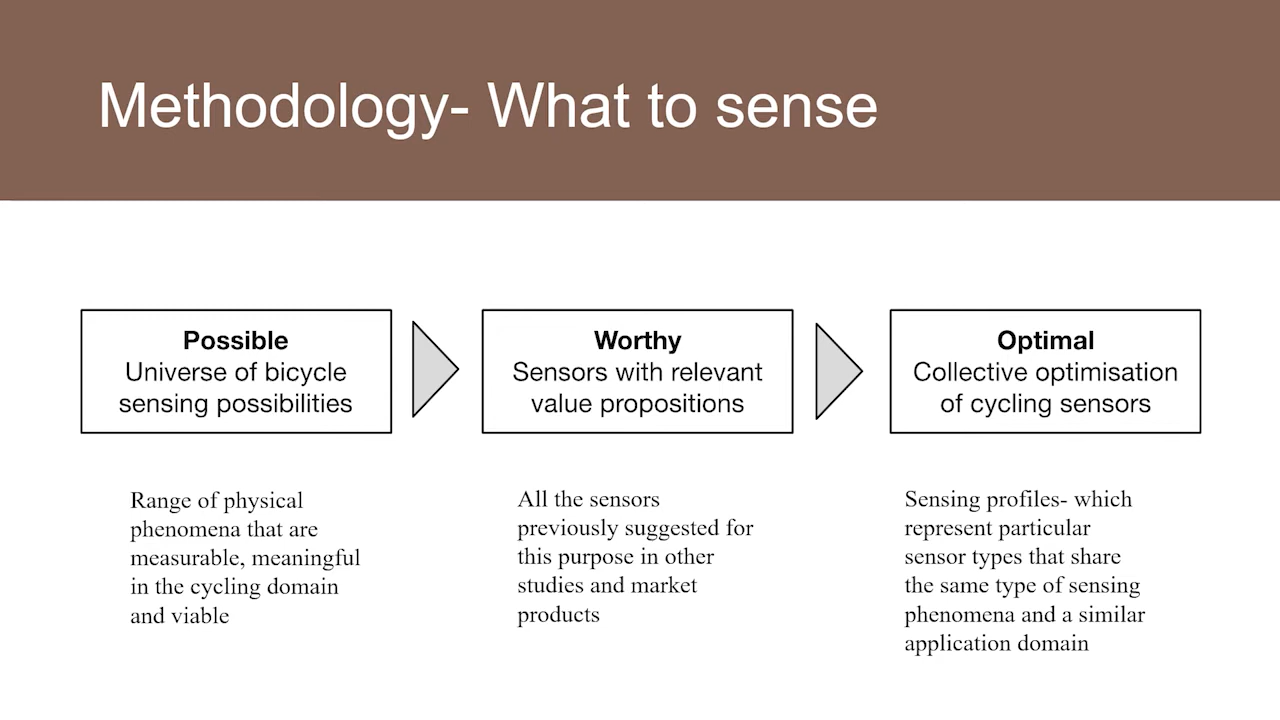 Methodology- What to sense
Possible
Universe of bicycle
sensing possibilities
Worthy
Sensors with relevant
value propositions
Optimal
Collective optimisation
of cycling sensors
Range of physical
phenomena that are
measurable, meaningful
in the cycling domain
and viable
All the sensors
previously suggested for
this purpose in other
studies and market
products
Sensing profiles- which
represent particular
sensor types that share
the same type of sensing
phenomena and a similar
application domain